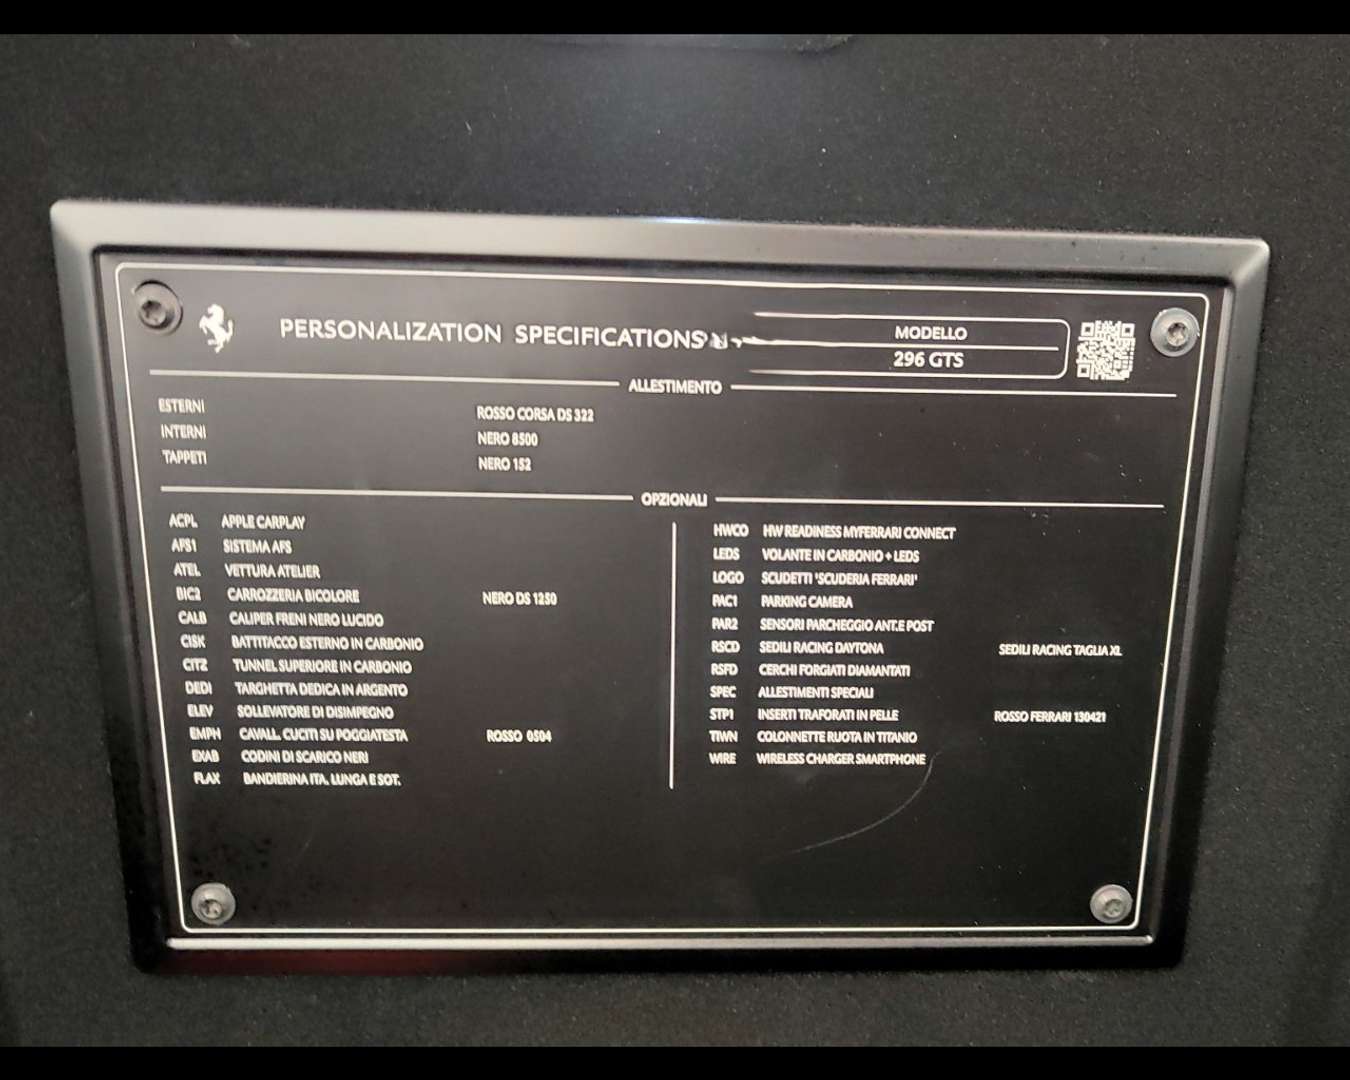 PERSONALIZATION SPECIFICATIONS
MODELLO
296 GTS
ALLESTIMENTO
ESTERNI ROSSO CORSA DS 322
INTERNI NERO 8500
TAPPETI NERO 152
OPZIONALI
ACPL APPLE CARPLAY
AFS1 SISTEMA AFS
ATEL VETTURA ATELIER
BIC2 CARROZZERIA BICOLORE NERO DS 1250
CALB CALIPER FRENI NERO LUCIDO
CISK BATTITACCO ESTERNO IN CARBONIO
CITZ TUNNEL SUPERIORE IN CARBONIO
DEDI TARGHETTA DEDICA IN ARGENTO
ELEV SOLLEVATORE DI DISIMPEGNO
EMPH CAVALL. CUCITI SU POGGIATESTA ROSSO 0504
EXAB CODINI DI SCARICO NERI
FLAX BANDIERINA ITA. LUNGA E SOT.
HWCO HW READINESS MYFERRARI CONNECT
LEDS VOLANTE IN CARBONIO + LEDS
LOGO SCUDETTI 'SCUDERIA FERRARI'
PAC1 PARKING CAMERA
PAR2 SENSORI PARCHEGGIO ANT.E POST
RSCD SEDILI RACING DAYTONA SEDILI RACING TAGLIA XL
RSFD CERCHI FORGIATI DIAMANTATI
SPEC ALLESTIMENTI SPECIALI
STP1 INSERTI TRAFORATI IN PELLE ROSSO FERRARI 130421
TIWN COLONNETTE RUOTA IN TITANIO
WIRE WIRELESS CHARGER SMARTPHONE